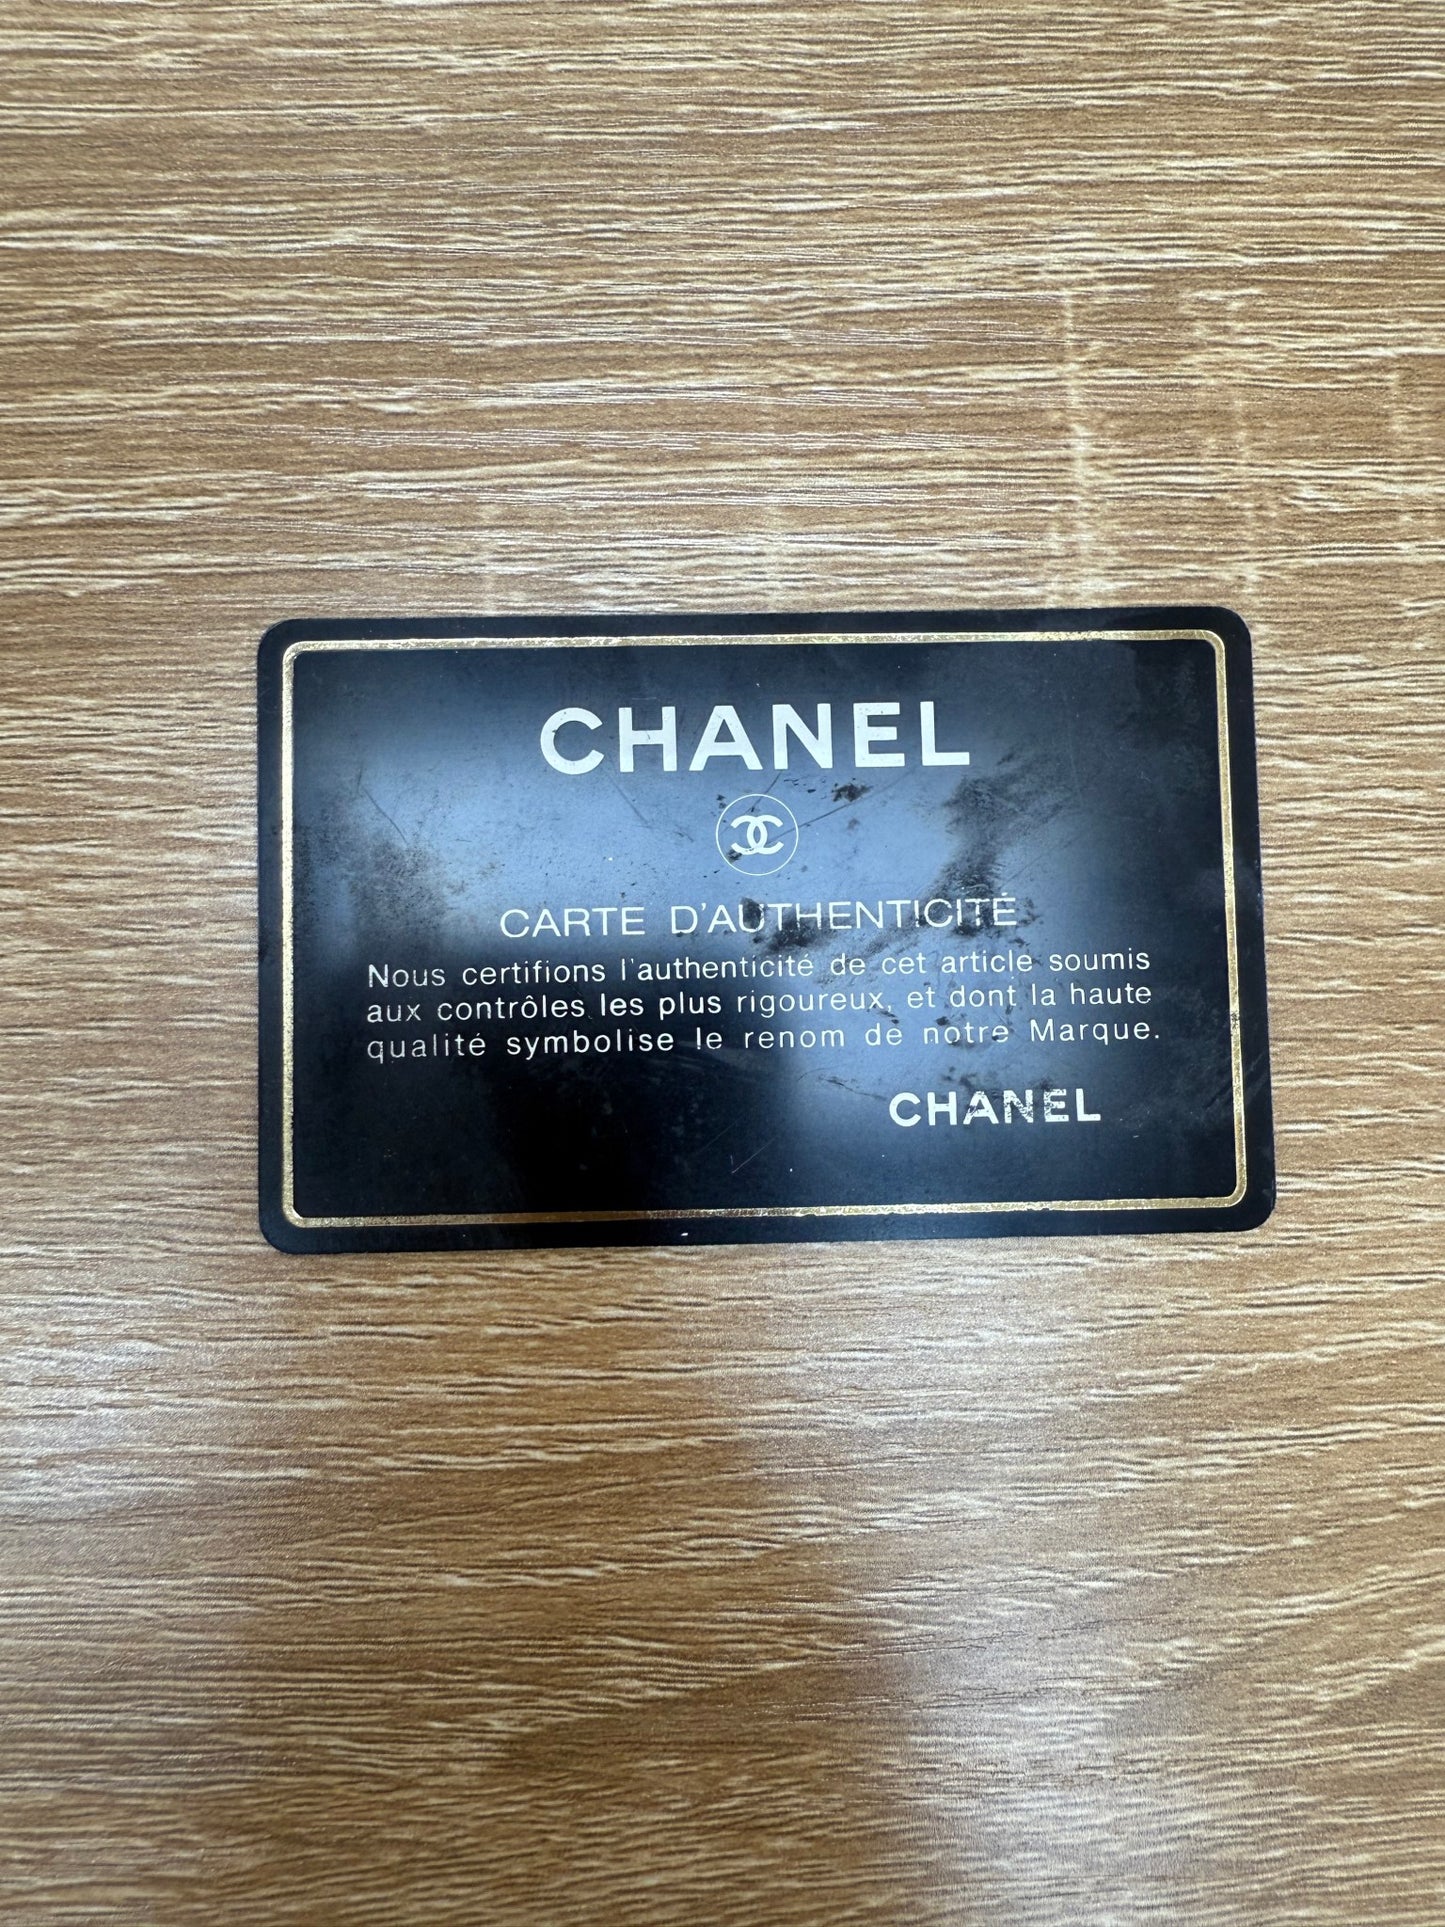 CHANEL
CARTE D'AUTHENTICITÉ
Nous certifions l'authenticité de cet article soumis
aux contrôles les plus rigoureux, et dont la haute
qualité symbolise le renom de notre Marque.
CHANEL